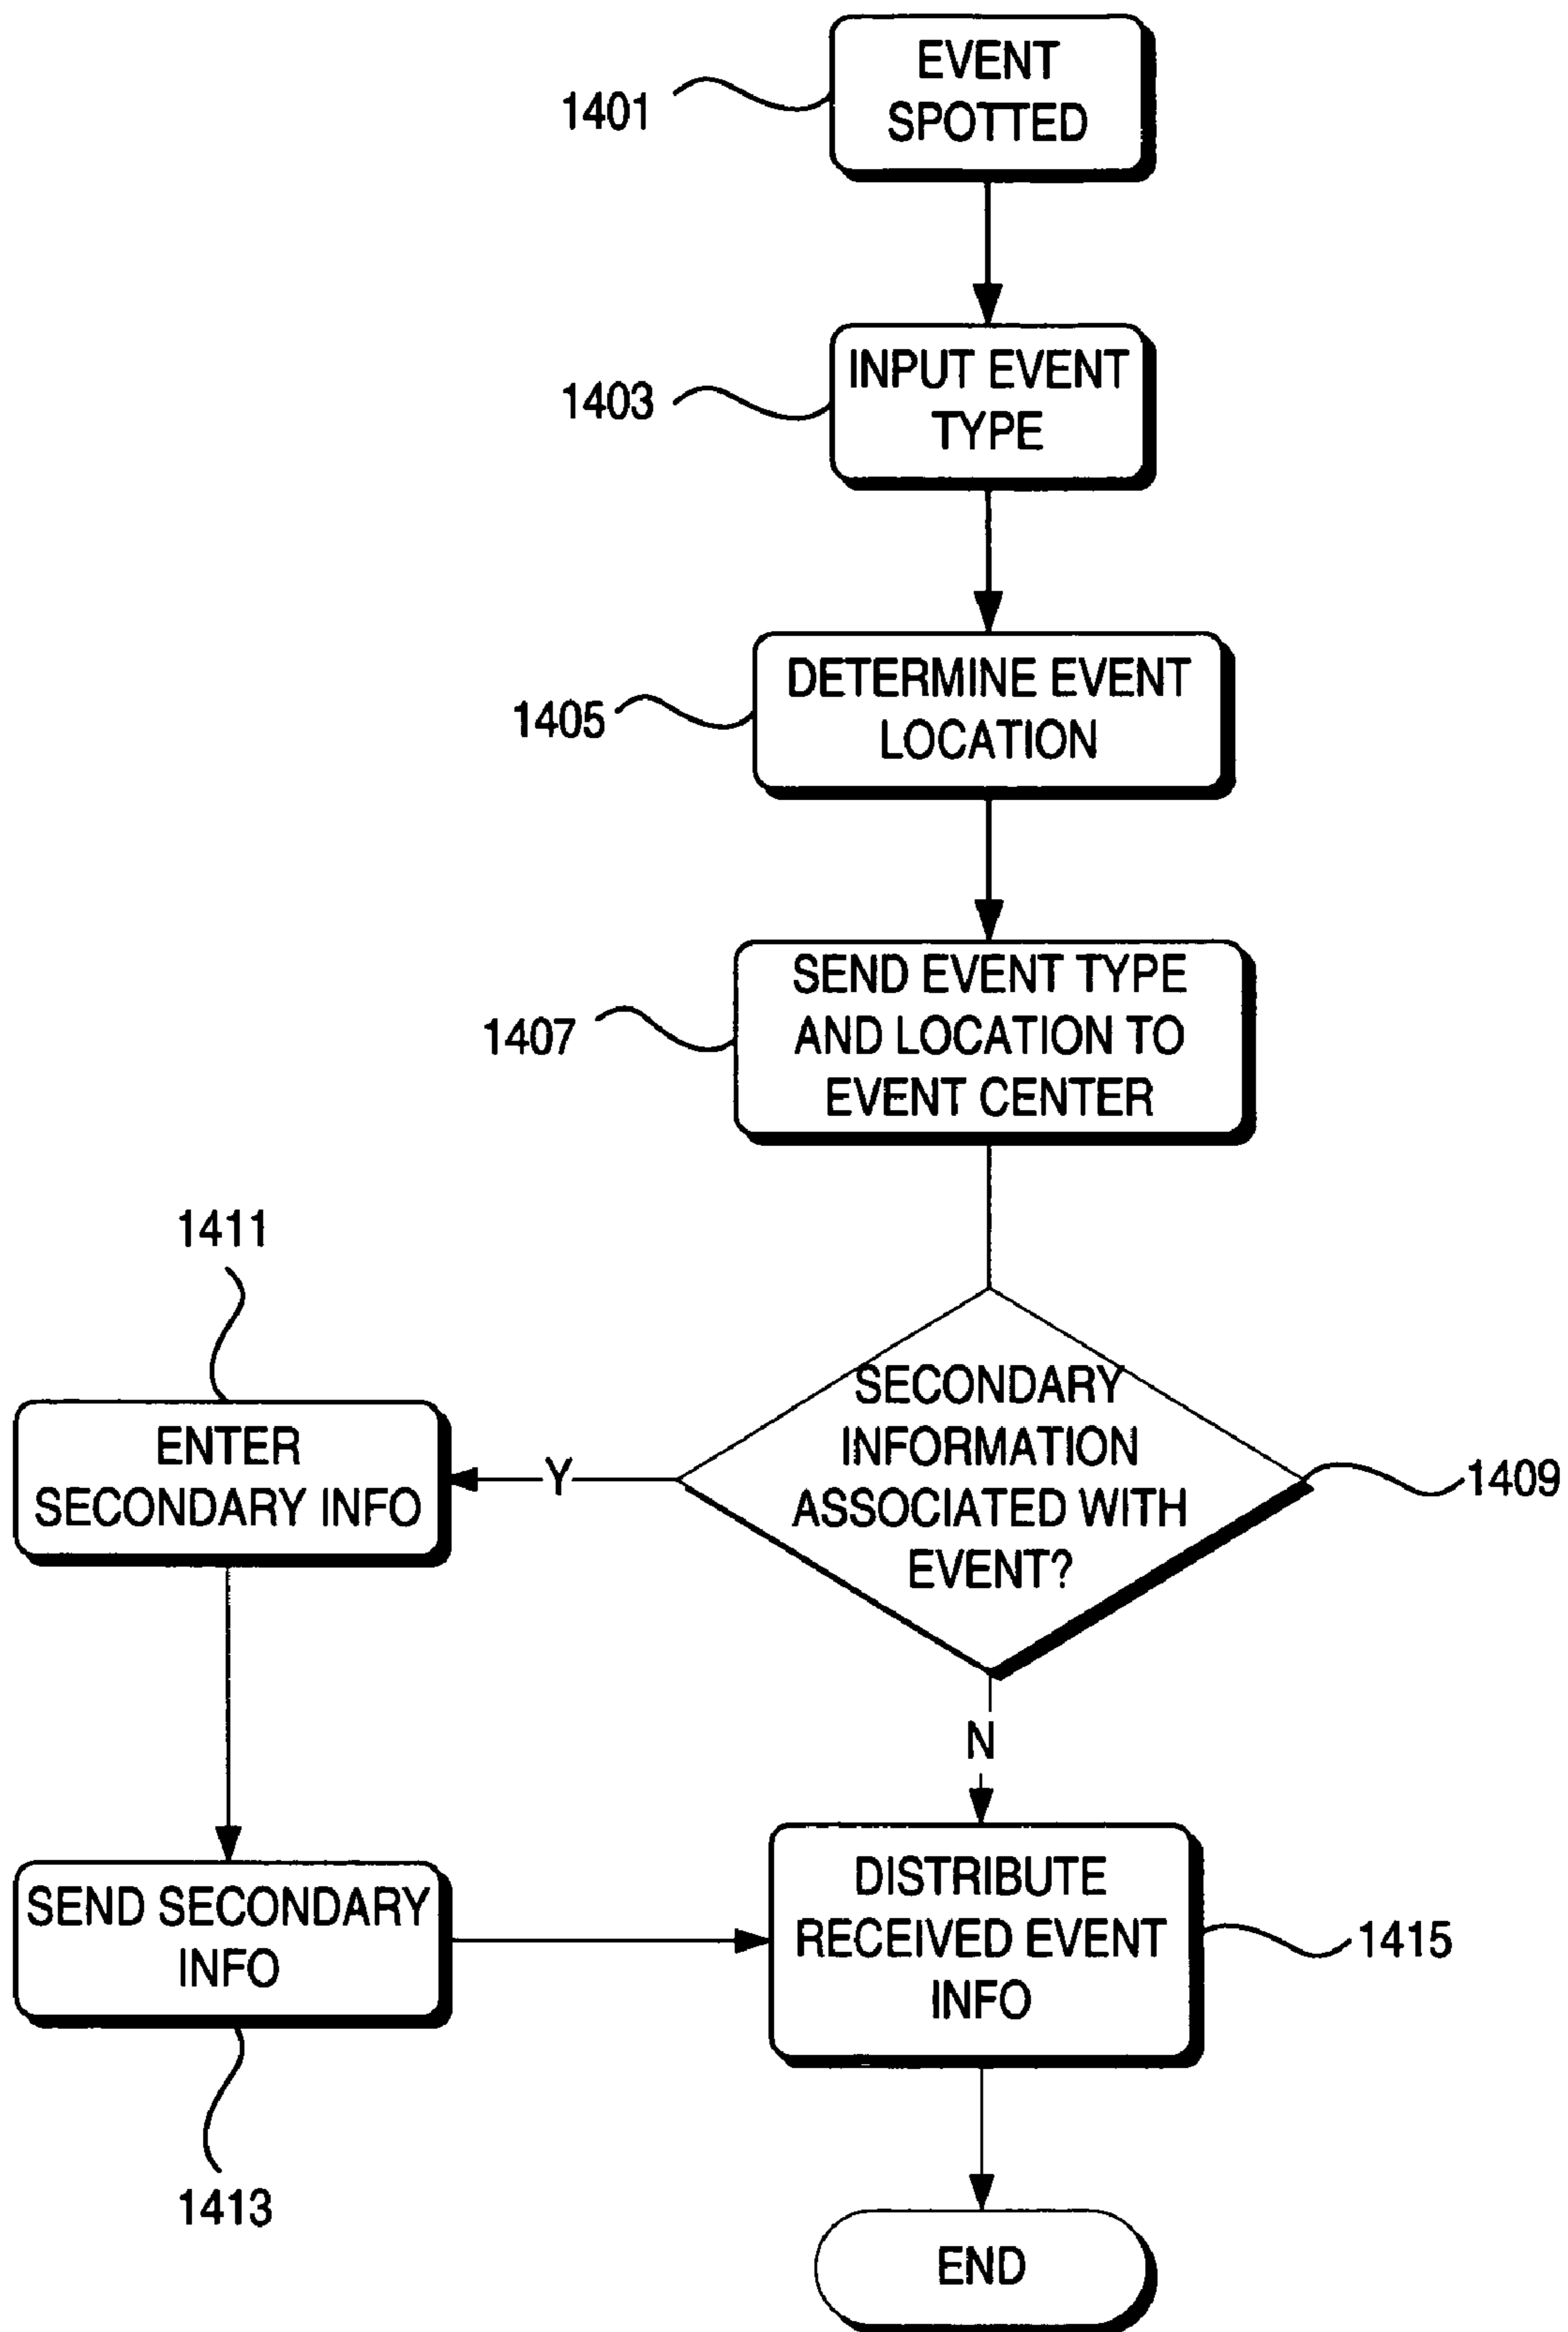 EVENT
SPOTTED
1401
INPUT EVENT
TYPE
1403
DETERMINE EVENT
LOCATION
1405
SEND EVENT TYPE
AND LOCATION TO
EVENT CENTER
1407
SECONDARY
INFORMATION
ASSOCIATED WITH
EVENT?
1409
Y
1411
ENTER
SECONDARY INFO
N
SEND SECONDARY
INFO
1413
DISTRIBUTE
RECEIVED EVENT
INFO
1415
END